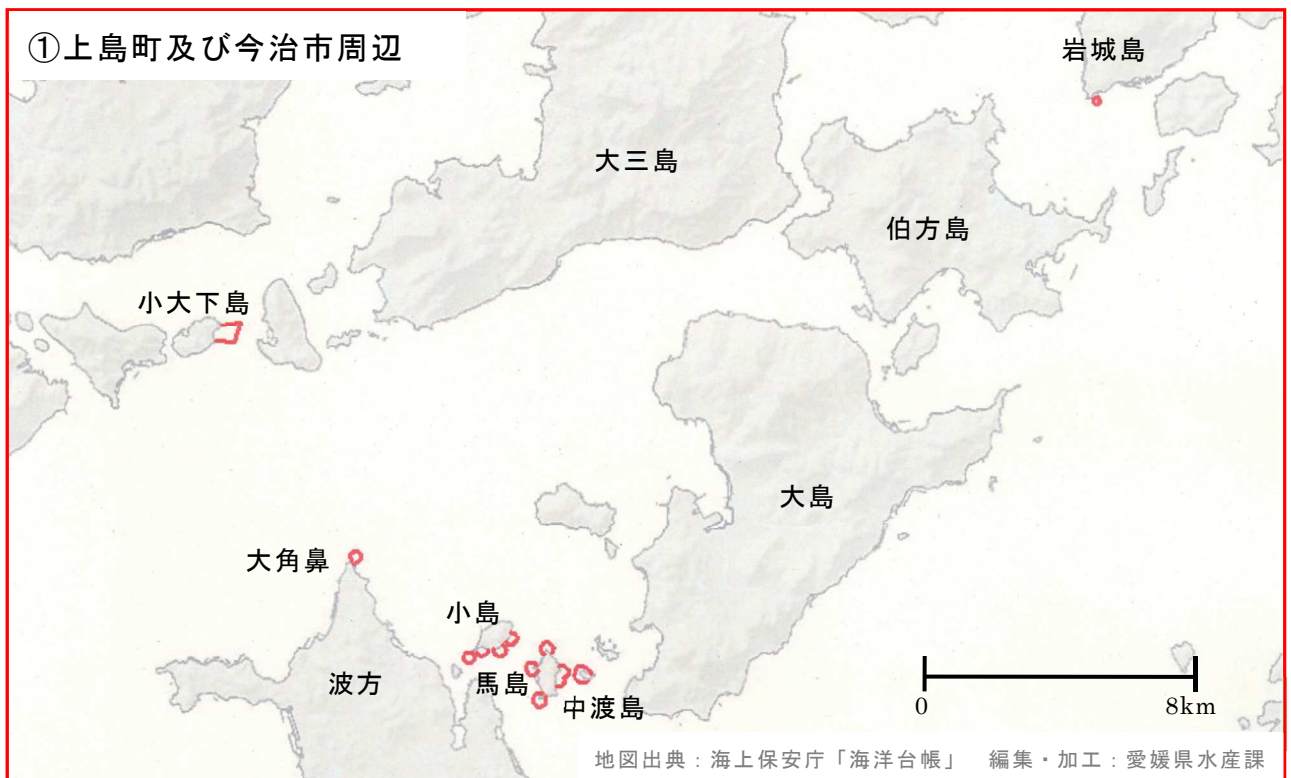 ①上島町及び今治市周辺
岩城島
大三島
伯方島
小大下島
大島
大角鼻
小島
波方
馬島
中渡島
0 8km
地図出典：海上保安庁「海洋台帳」 編集・加工：愛媛県水産課